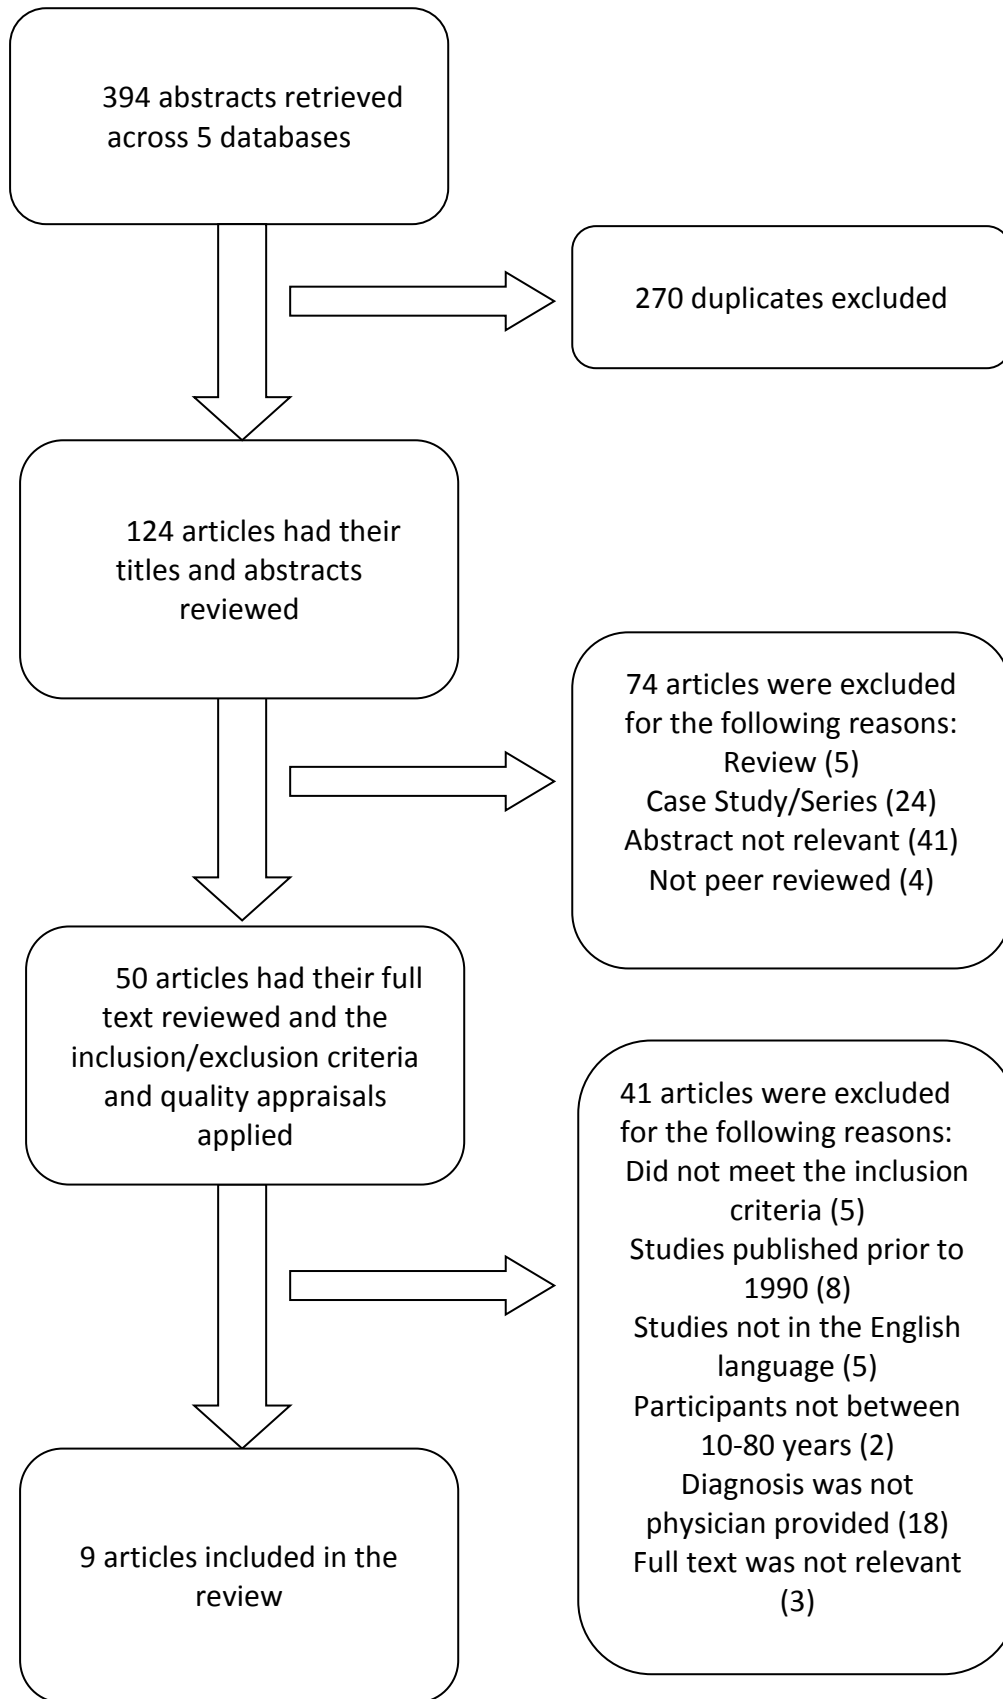 394 abstracts retrieved
across 5 databases
270 duplicates excluded
124 articles had their
titles and abstracts
reviewed
74 articles were excluded
for the following reasons:
Review (5)
Case Study/Series (24)
Abstract not relevant (41)
Not peer reviewed (4)
50 articles had their full
text reviewed and the
inclusion/exclusion criteria
and quality appraisals
applied
41 articles were excluded
for the following reasons:
Did not meet the inclusion
criteria (5)
Studies published prior to
1990 (8)
Studies not in the English
language (5)
Participants not between
10-80 years (2)
Diagnosis was not
physician provided (18)
Full text was not relevant
(3)
9 articles included in the
review